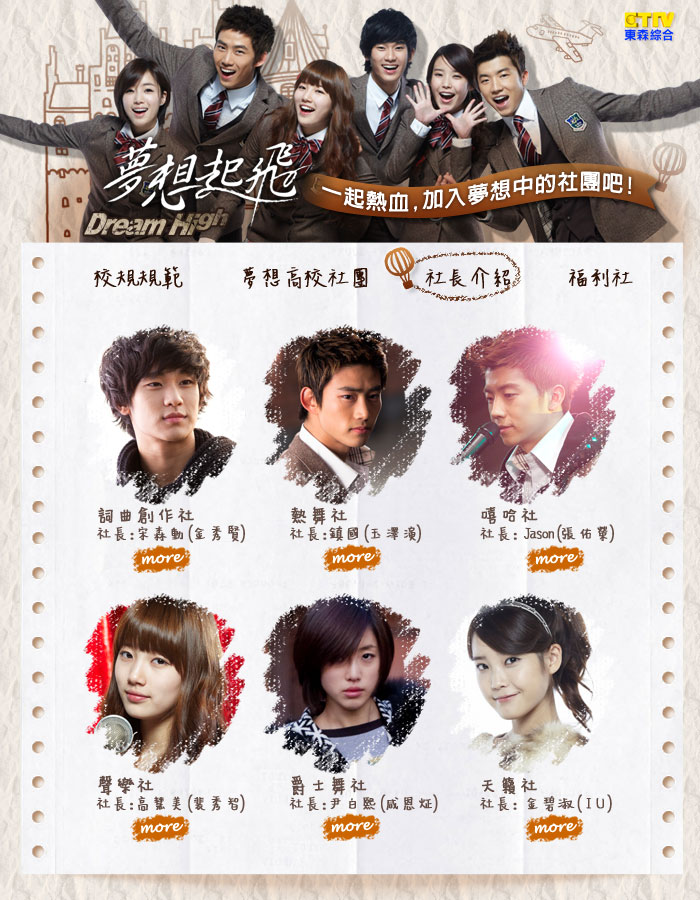 GTTV
東森綜合
夢想起飛
Dream High
一起熱血,加入夢想中的社團吧!
校規規範 夢想高校社團 社長介紹 福利社
詞曲創作社 熱舞社 嘻哈社
社長:宋森動(金秀賢) 社長:鎮國(玉澤演) 社長:Jason(張佑榮)
more more more
聲樂社 爵士舞社 天籟社
社長:高慧美(裴秀智) 社長:尹白熙(咸恩炡) 社長:金碧淑(IU)
more more more